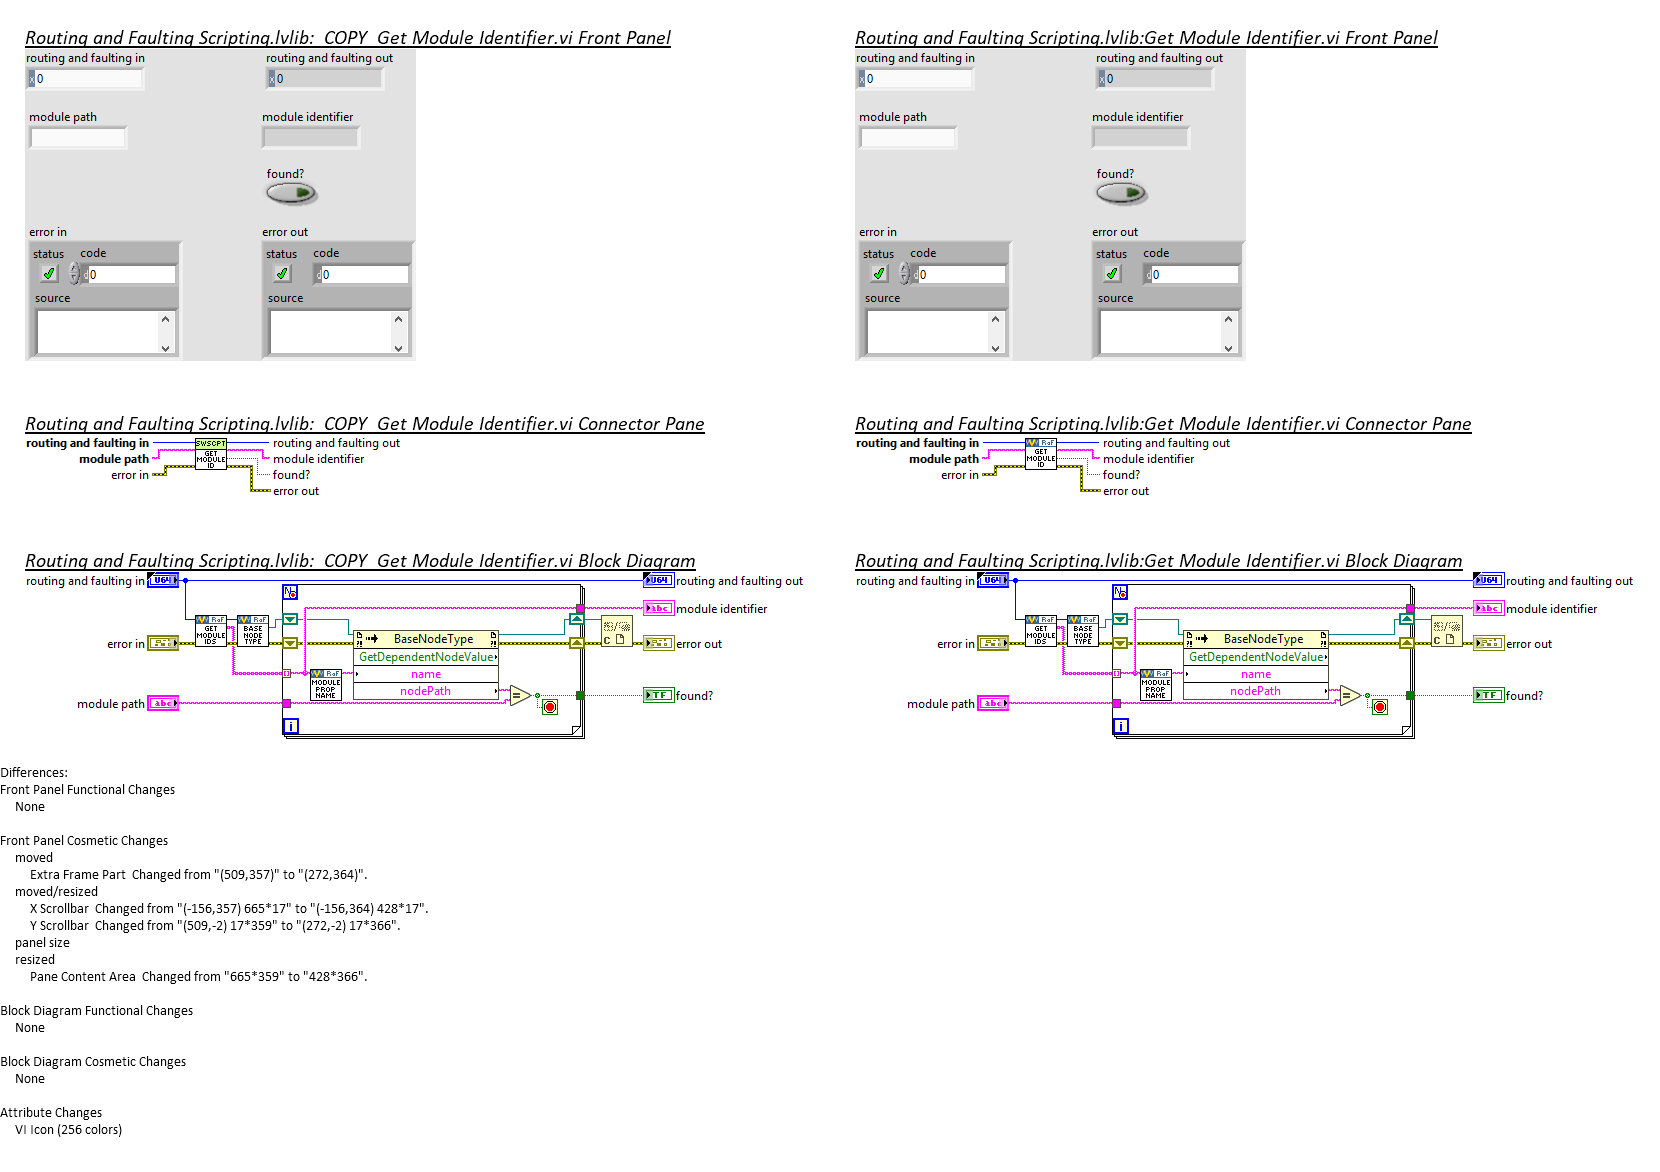 Routing and Faulting Scripting.lvlib:  COPY  Get Module Identifier.vi Front Panel
routing and faulting in
routing and faulting out
x 0
x 0
module path
module identifier
found?
error in
error out
status
code
status
code
d 0
d 0
source
source
Routing and Faulting Scripting.lvlib:Get Module Identifier.vi Front Panel
routing and faulting in
routing and faulting out
x 0
x 0
module path
module identifier
found?
error in
error out
status
code
status
code
d 0
d 0
source
source
Routing and Faulting Scripting.lvlib:  COPY  Get Module Identifier.vi Connector Pane
routing and faulting in
SWSCPT
GET
MODULE
ID
routing and faulting out
module path
module identifier
error in
found?
error out
Routing and Faulting Scripting.lvlib:Get Module Identifier.vi Connector Pane
routing and faulting in
RaF
GET
MODULE
ID
routing and faulting out
module path
module identifier
error in
found?
error out
Routing and Faulting Scripting.lvlib:  COPY  Get Module Identifier.vi Block Diagram
routing and faulting in
U64
U64
routing and faulting out
N
abc
module identifier
RaF
GET
MODULE
IDS
RaF
BASE
NODE
TYPE
error in
error out
BaseNodeType
GetDependentNodeValue
name
nodePath
RaF
MODULE
PROP
NAME
C
=
TF
found?
module path
abc
i
Routing and Faulting Scripting.lvlib:Get Module Identifier.vi Block Diagram
routing and faulting in
U64
U64
routing and faulting out
N
abc
module identifier
RaF
GET
MODULE
IDS
RaF
BASE
NODE
TYPE
error in
error out
BaseNodeType
GetDependentNodeValue
name
nodePath
RaF
MODULE
PROP
NAME
C
=
TF
found?
module path
abc
i
Differences:
Front Panel Functional Changes
None
Front Panel Cosmetic Changes
moved
Extra Frame Part  Changed from "(509,357)" to "(272,364)".
moved/resized
X Scrollbar  Changed from "(-156,357) 665*17" to "(-156,364) 428*17".
Y Scrollbar  Changed from "(509,-2) 17*359" to "(272,-2) 17*366".
panel size
resized
Pane Content Area  Changed from "665*359" to "428*366".
Block Diagram Functional Changes
None
Block Diagram Cosmetic Changes
None
Attribute Changes
VI Icon (256 colors)